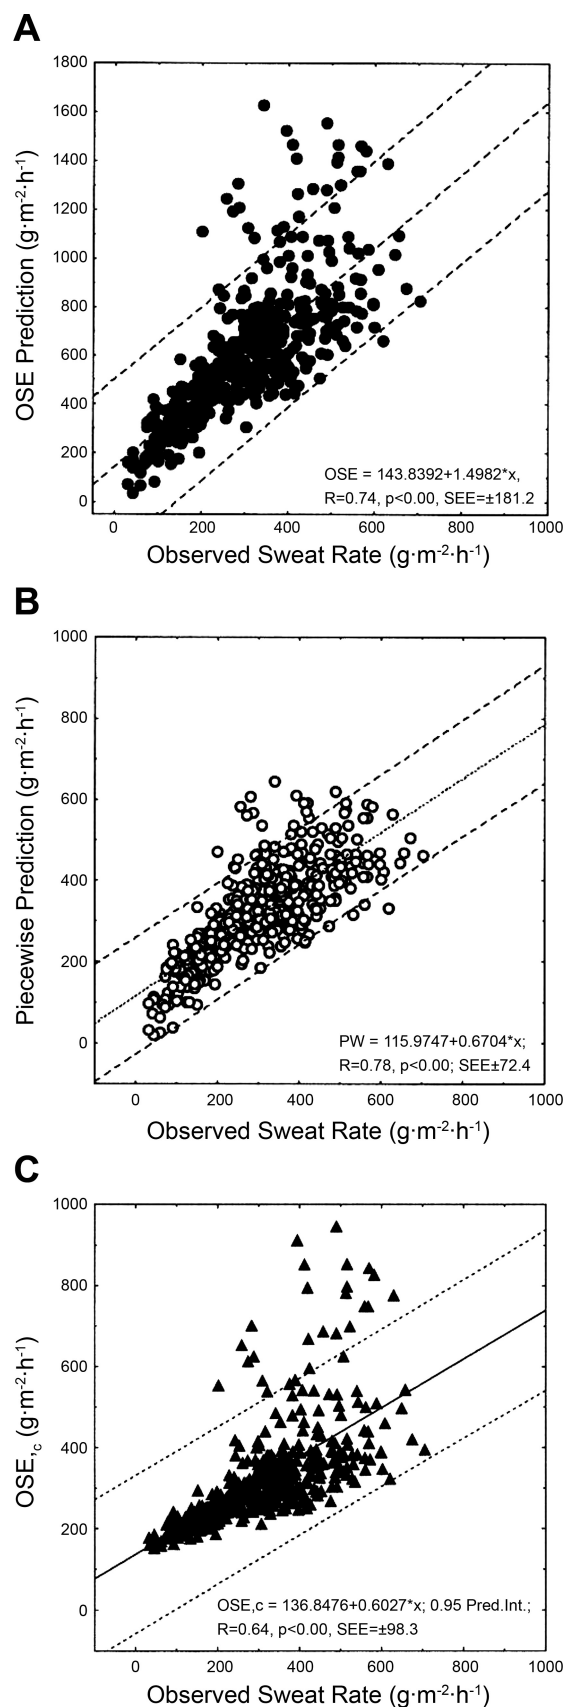 A
1800
1600
1400
1200
1000
800
600
400
200
0
OSE Prediction (g·m-2·h-1)
OSE = 143.8392+1.4982*x,
R=0.74, p<0.00, SEE=±181.2
0 200 400 600 800 1000
Observed Sweat Rate (g·m-2·h-1)
B
1000
800
600
400
200
0
Piecewise Prediction (g·m-2·h-1)
PW = 115.9747+0.6704*x;
R=0.78, p<0.00; SEE±72.4
0 200 400 600 800 1000
Observed Sweat Rate (g·m-2·h-1)
C
1000
800
600
400
200
0
OSE,c (g·m-2·h-1)
OSE,c = 136.8476+0.6027*x; 0.95 Pred.Int.;
R=0.64, p<0.00, SEE=±98.3
0 200 400 600 800 1000
Observed Sweat Rate (g·m-2·h-1)